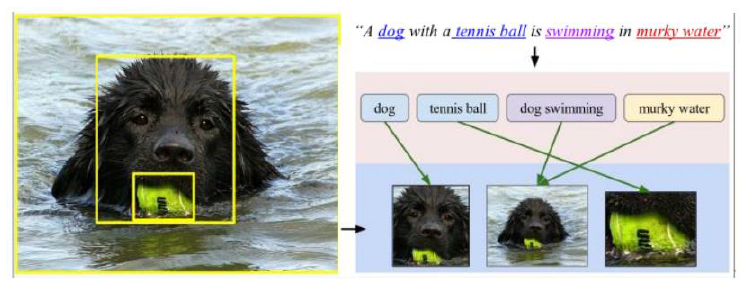 “A dog with a tennis ball is swimming in murky water”
dog tennis ball dog swimming murky water